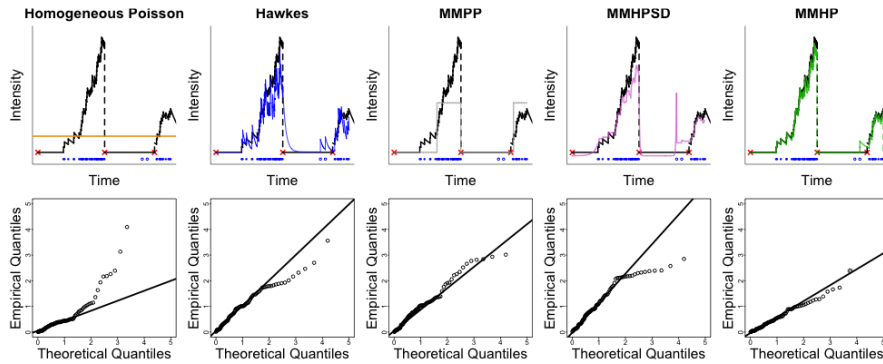 Homogeneous Poisson
Hawkes
MMPP
MMHPSD
MMHP
Intensity
Intensity
Intensity
Intensity
Intensity
Time
Time
Time
Time
Time
Empirical Quantiles
0 1 2 3 4 5
Empirical Quantiles
0 1 2 3 4 5
Empirical Quantiles
0 1 2 3 4 5
Empirical Quantiles
0 1 2 3 4 5
Empirical Quantiles
0 1 2 3 4 5
0 1 2 3 4 5
0 1 2 3 4 5
0 1 2 3 4 5
0 1 2 3 4 5
0 1 2 3 4 5
Theoretical Quantiles
Theoretical Quantiles
Theoretical Quantiles
Theoretical Quantiles
Theoretical Quantiles